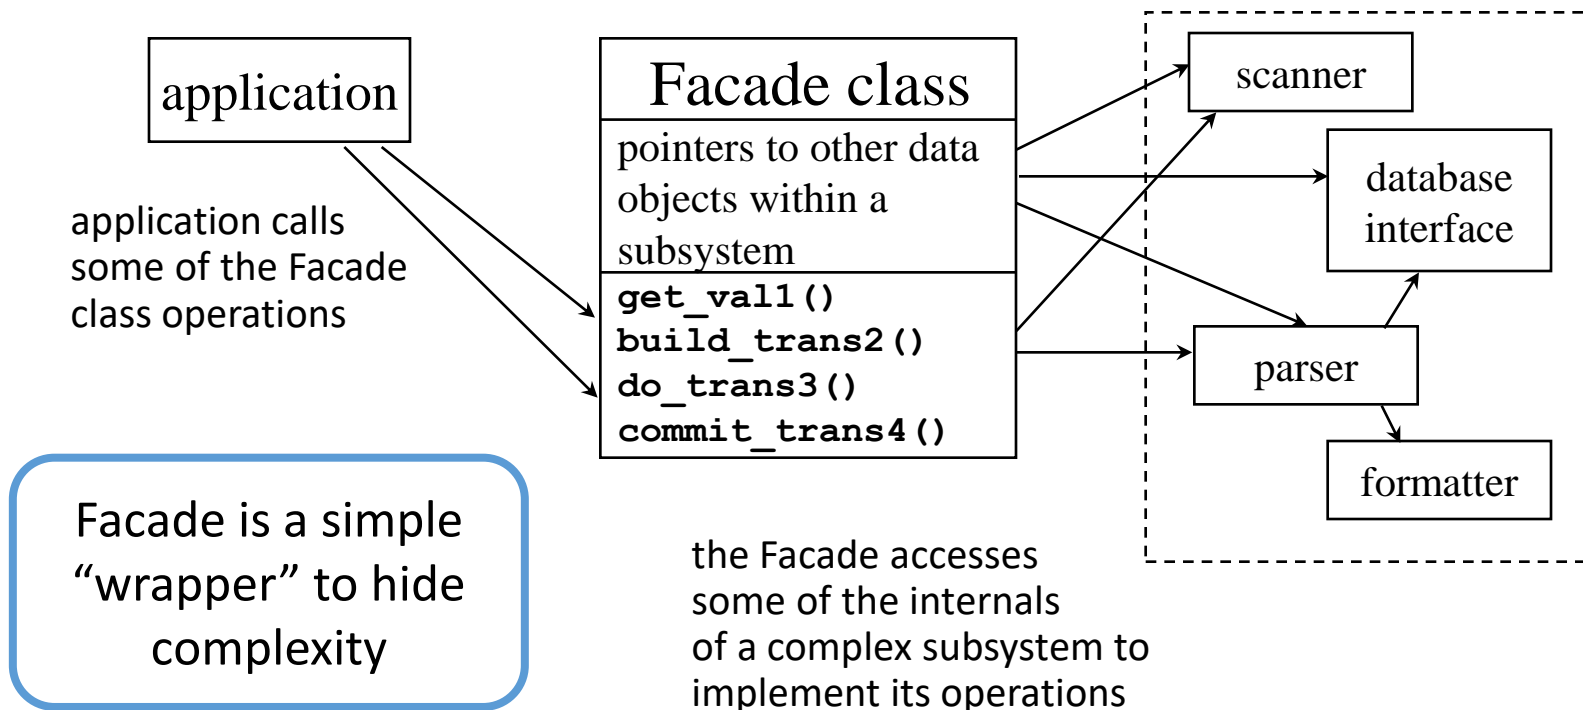 application
application calls
some of the Facade
class operations
Facade class
pointers to other data
objects within a
subsystem
get_val1()
build_trans2()
do_trans3()
commit_trans4()
scanner
database
interface
parser
formatter
Facade is a simple
“wrapper” to hide
complexity
the Facade accesses
some of the internals
of a complex subsystem to
implement its operations